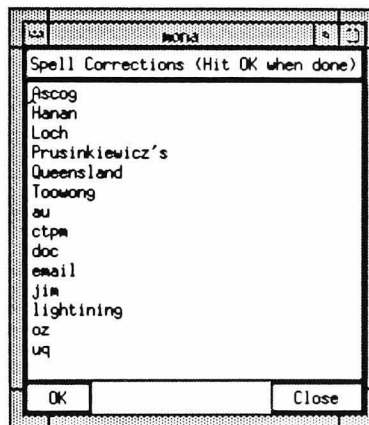 mona
Spell Corrections (Hit OK when done)
Ascog
Hanan
Loch
Prusinkiewicz's
Queensland
Toowong
au
ctpm
doc
email
jim
lightining
oz
uq
OK
Close